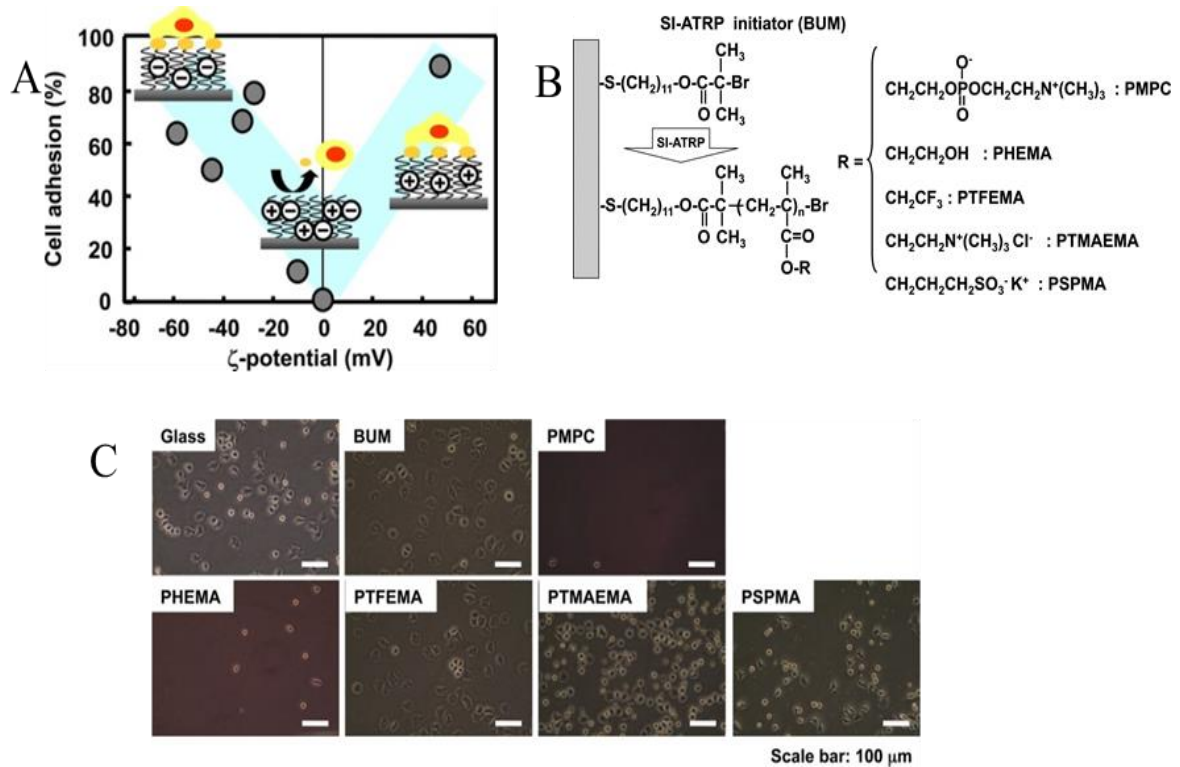 A
Cell adhesion (%)
100
80
60
40
20
0
-80 -60 -40 -20 0 20 40 60
ζ-potential (mV)
B
SI-ATRP initiator (BUM)
CH₃
-S-(CH₂)₁₁-O-C-C-Br
O CH₃
SI-ATRP
CH₃ CH₃
-S-(CH₂)₁₁-O-C-C-(CH₂-C)n-Br
O CH₃ C=O
O-R
R =
O⁻
CH₂CH₂OPOCH₂CH₂N⁺(CH₃)₃ : PMPC
O
CH₂CH₂OH : PHEMA
CH₂CF₃ : PTFEMA
CH₂CH₂N⁺(CH₃)₃ Cl⁻ : PTMAEMA
CH₂CH₂CH₂SO₃⁻ K⁺ : PSPMA
C
Glass BUM PMPC
PHEMA PTFEMA PTMAEMA PSPMA
Scale bar: 100 μm